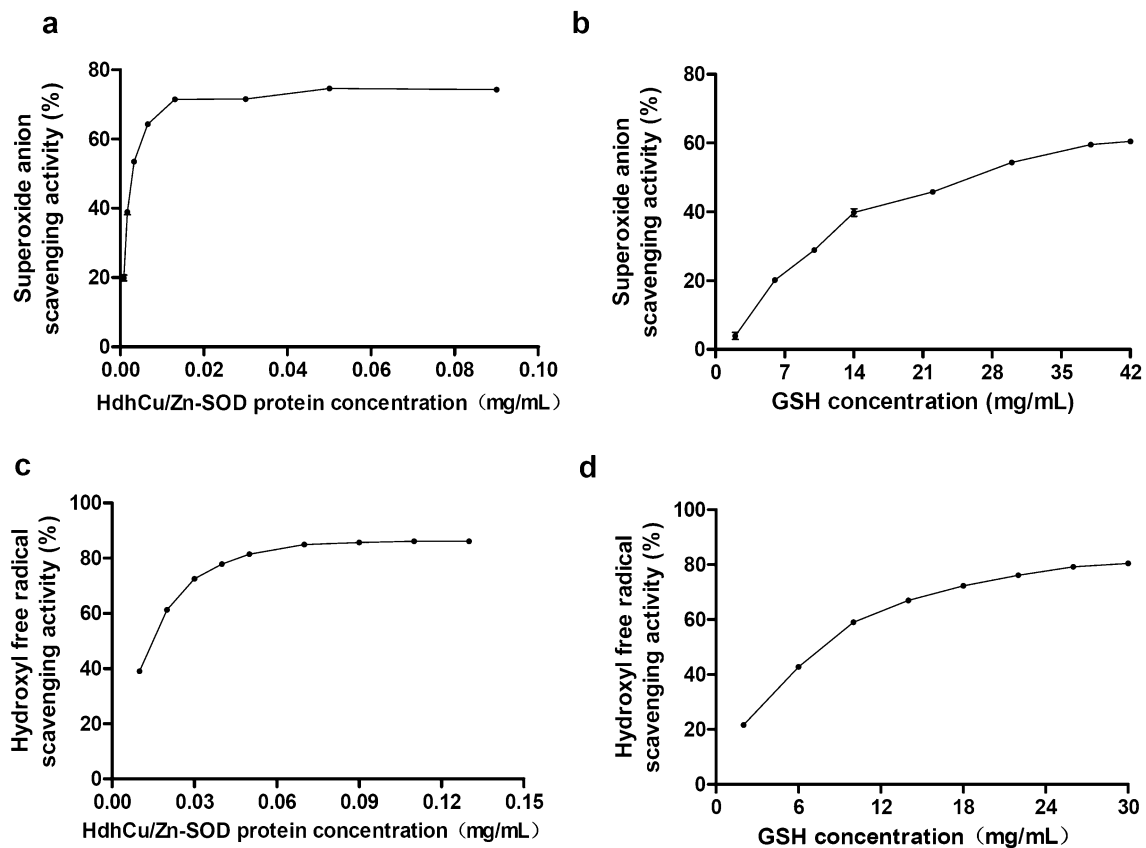 a
Superoxide anion
scavenging activity (%)
80
60
40
20
0
0.00 0.02 0.04 0.06 0.08 0.10
HdhCu/Zn-SOD protein concentration（mg/mL）
b
Superoxide anion
scavenging activity (%)
80
60
40
20
0
0 7 14 21 28 35 42
GSH concentration (mg/mL)
c
Hydroxyl free radical
scavenging activity (%)
100
80
60
40
20
0
0.00 0.03 0.06 0.09 0.12 0.15
HdhCu/Zn-SOD protein concentration（mg/mL）
d
Hydroxyl free radical
scavenging activity (%)
100
80
60
40
20
0
0 6 12 18 24 30
GSH concentration（mg/mL）